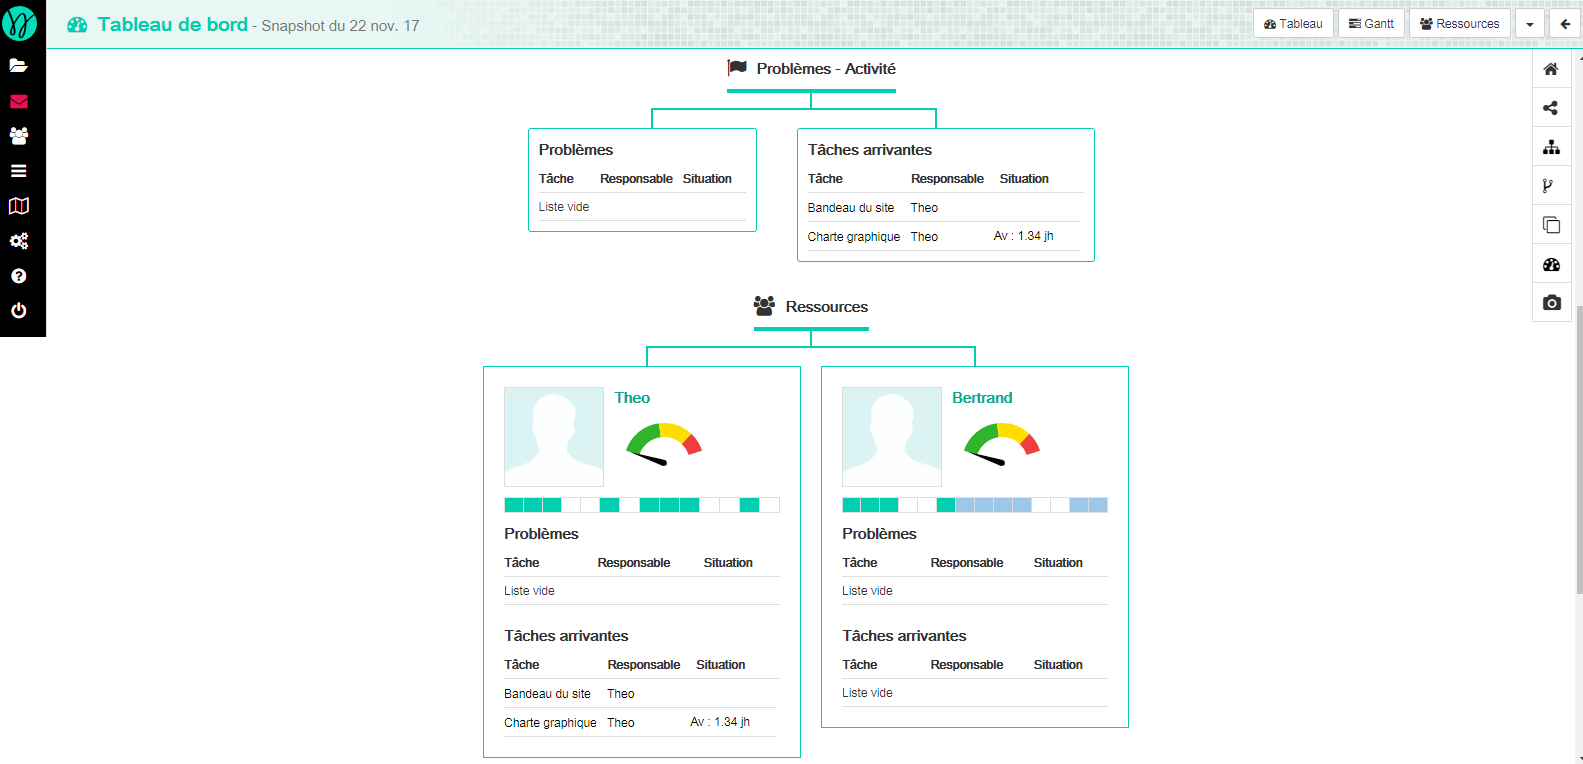 Tableau de bord - Snapshot du 22 nov. 17
Tableau
Gantt
Ressources
Problèmes - Activité
Problèmes
Tâche Responsable Situation
Liste vide
Tâches arrivantes
Tâche Responsable Situation
Bandeau du site Theo
Charte graphique Theo Av : 1.34 jh
Ressources
Theo
Problèmes
Tâche Responsable Situation
Liste vide
Tâches arrivantes
Tâche Responsable Situation
Bandeau du site Theo
Charte graphique Theo Av : 1.34 jh
Bertrand
Problèmes
Tâche Responsable Situation
Liste vide
Tâches arrivantes
Tâche Responsable Situation
Liste vide